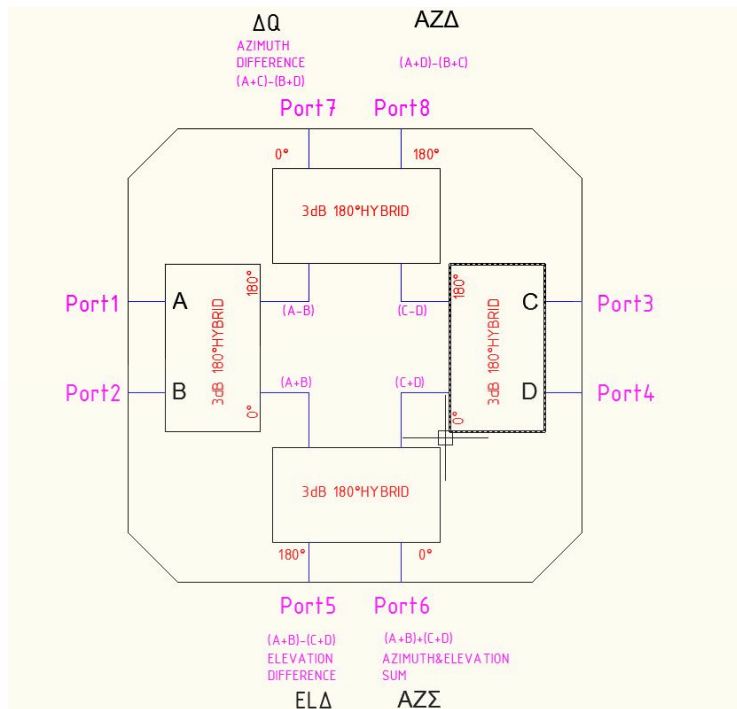 ΔQ
AZIMUTH
DIFFERENCE
(A+C)-(B+D)
AZΔ
(A+D)-(B+C)
Port7
Port8
0°
180°
3dB 180°HYBRID
Port1
A
180°
(A-B)
(C-D)
180°
C
Port3
3dB 180°HYBRID
3dB 180°HYBRID
Port2
B
0°
(A+B)
(C+D)
0°
D
Port4
3dB 180°HYBRID
180°
0°
Port5
Port6
(A+B)-(C+D)
ELEVATION
DIFFERENCE
(A+B)+(C+D)
AZIMUTH&ELEVATION
SUM
ELΔ
AZΣ